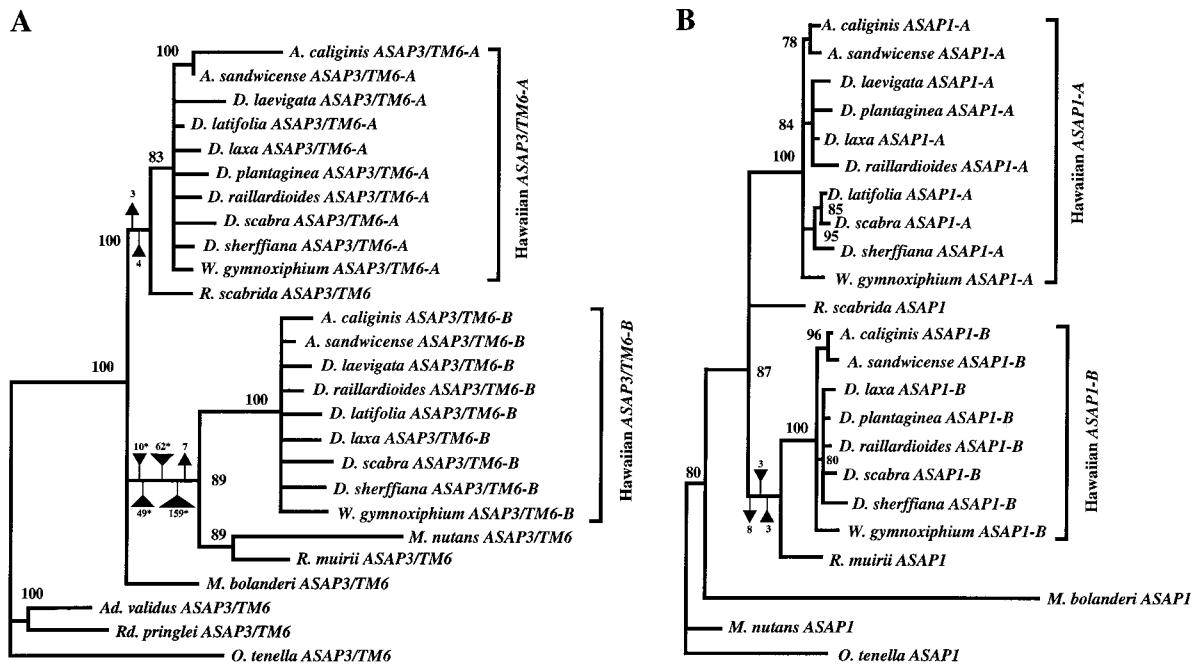 A
100
A. caliginis ASAP3/TM6-A
A. sandwicense ASAP3/TM6-A
D. laevigata ASAP3/TM6-A
D. latifolia ASAP3/TM6-A
D. laxa ASAP3/TM6-A
83
D. plantaginea ASAP3/TM6-A
D. raillardioides ASAP3/TM6-A
3
D. scabra ASAP3/TM6-A
100
D. sherffiana ASAP3/TM6-A
4
W. gymnoxiphium ASAP3/TM6-A
R. scabrida ASAP3/TM6
Hawaiian ASAP3/TM6-A
A. caliginis ASAP3/TM6-B
A. sandwicense ASAP3/TM6-B
D. laevigata ASAP3/TM6-B
100
D. raillardioides ASAP3/TM6-B
100
D. latifolia ASAP3/TM6-B
D. laxa ASAP3/TM6-B
10* 62* 7
D. scabra ASAP3/TM6-B
89
D. sherffiana ASAP3/TM6-B
49* 159*
W. gymnoxiphium ASAP3/TM6-B
Hawaiian ASAP3/TM6-B
89
M. nutans ASAP3/TM6
R. muirii ASAP3/TM6
M. bolanderi ASAP3/TM6
100
Ad. validus ASAP3/TM6
Rd. pringlei ASAP3/TM6
O. tenella ASAP3/TM6
B
A. caliginis ASAP1-A
78
A. sandwicense ASAP1-A
D. laevigata ASAP1-A
D. plantaginea ASAP1-A
84
D. laxa ASAP1-A
100
D. raillardioides ASAP1-A
D. latifolia ASAP1-A
85
D. scabra ASAP1-A
95
D. sherffiana ASAP1-A
W. gymnoxiphium ASAP1-A
Hawaiian ASAP1-A
R. scabrida ASAP1
96
A. caliginis ASAP1-B
A. sandwicense ASAP1-B
87
D. laxa ASAP1-B
D. plantaginea ASAP1-B
100
D. raillardioides ASAP1-B
80
D. scabra ASAP1-B
80
3
D. sherffiana ASAP1-B
8 3
W. gymnoxiphium ASAP1-B
Hawaiian ASAP1-B
R. muirii ASAP1
M. bolanderi ASAP1
M. nutans ASAP1
O. tenella ASAP1